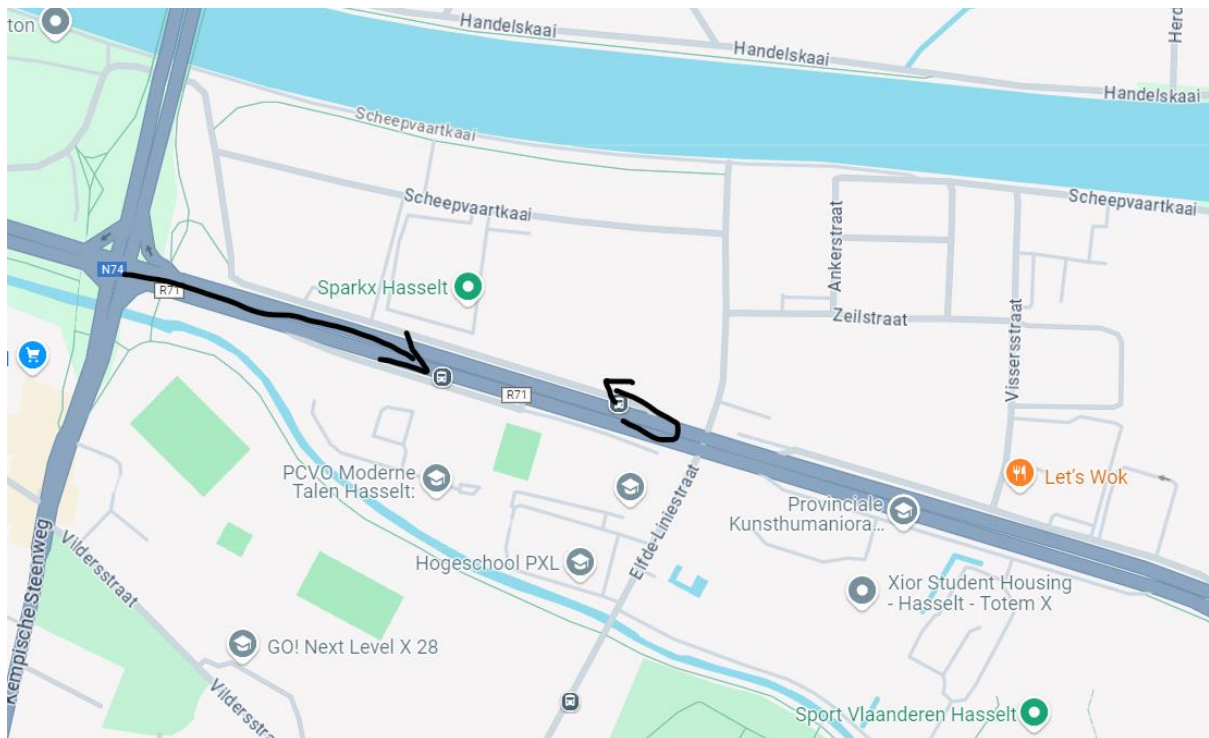 ton
Handelskaai
Handelskaai
Handelskaai
Herd
Scheepvaartkaai
Scheepvaartkaai
Scheepvaartkaai
Ankerstraat
N74
R71
Sparkx Hasselt
Zeilstraat
Vissersstraat
R71
PCVO Moderne
Talen Hasselt:
Let's Wok
Provinciale
Kunsthumaniora...
Elfde-Liniestraat
Hogeschool PXL
Xior Student Housing
- Hasselt - Totem X
Kempische Steenweg
Vildersstraat
GO! Next Level X 28
Vildersstraat
Sport Vlaanderen Hasselt